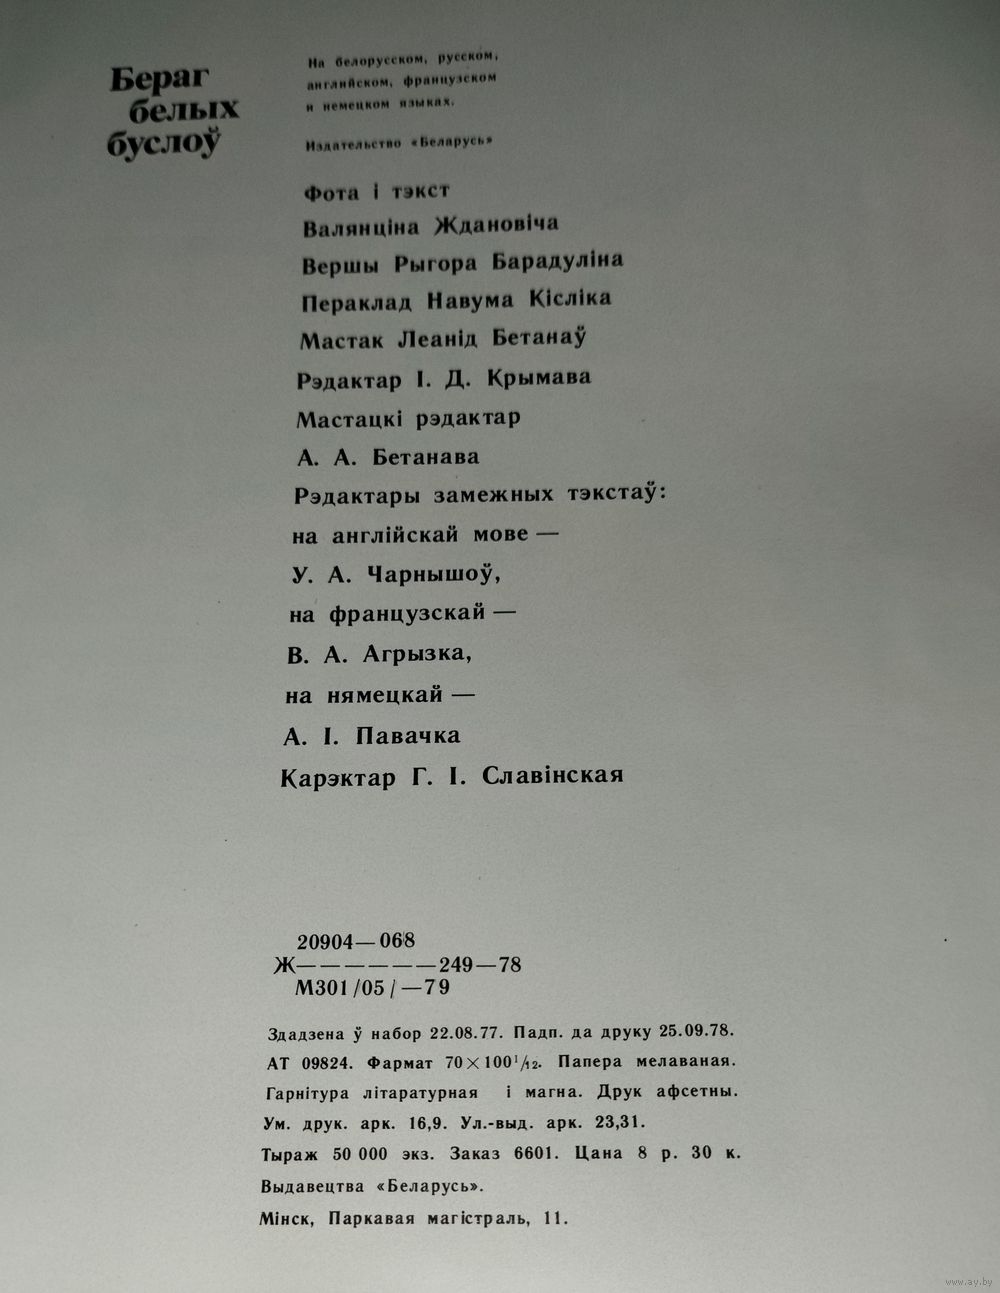 Бераг
белых
буслоў
На белорусском, русском,
английском, французском
и немецком языках.
Издательство «Беларусь»
Фота і тэкст
Валянціна Ждановіча
Вершы Рыгора Барадуліна
Пераклад Навума Кісліка
Мастак Леанід Бетанаў
Рэдактар І. Д. Крымава
Мастацкі рэдактар
А. А. Бетанава
Рэдактары замежных тэкстаў:
на англійскай мове —
У. А. Чарнышоў,
на французскай —
В. А. Агрызка,
на нямецкай —
А. І. Павачка
Карэктар Г. І. Славінская
20904—068
Ж——————249—78
М301/05/—79
Здадзена ў набор 22.08.77. Падп. да друку 25.09.78.
АТ 09824. Фармат 70×100¹/₁₂. Папера мелаваная.
Гарнітура літаратурная і магна. Друк афсетны.
Ум. друк. арк. 16,9. Ул.-выд. арк. 23,31.
Тыраж 50 000 экз. Заказ 6601. Цана 8 р. 30 к.
Выдавецтва «Беларусь».
Мінск, Паркавая магістраль, 11.
www.ay.by